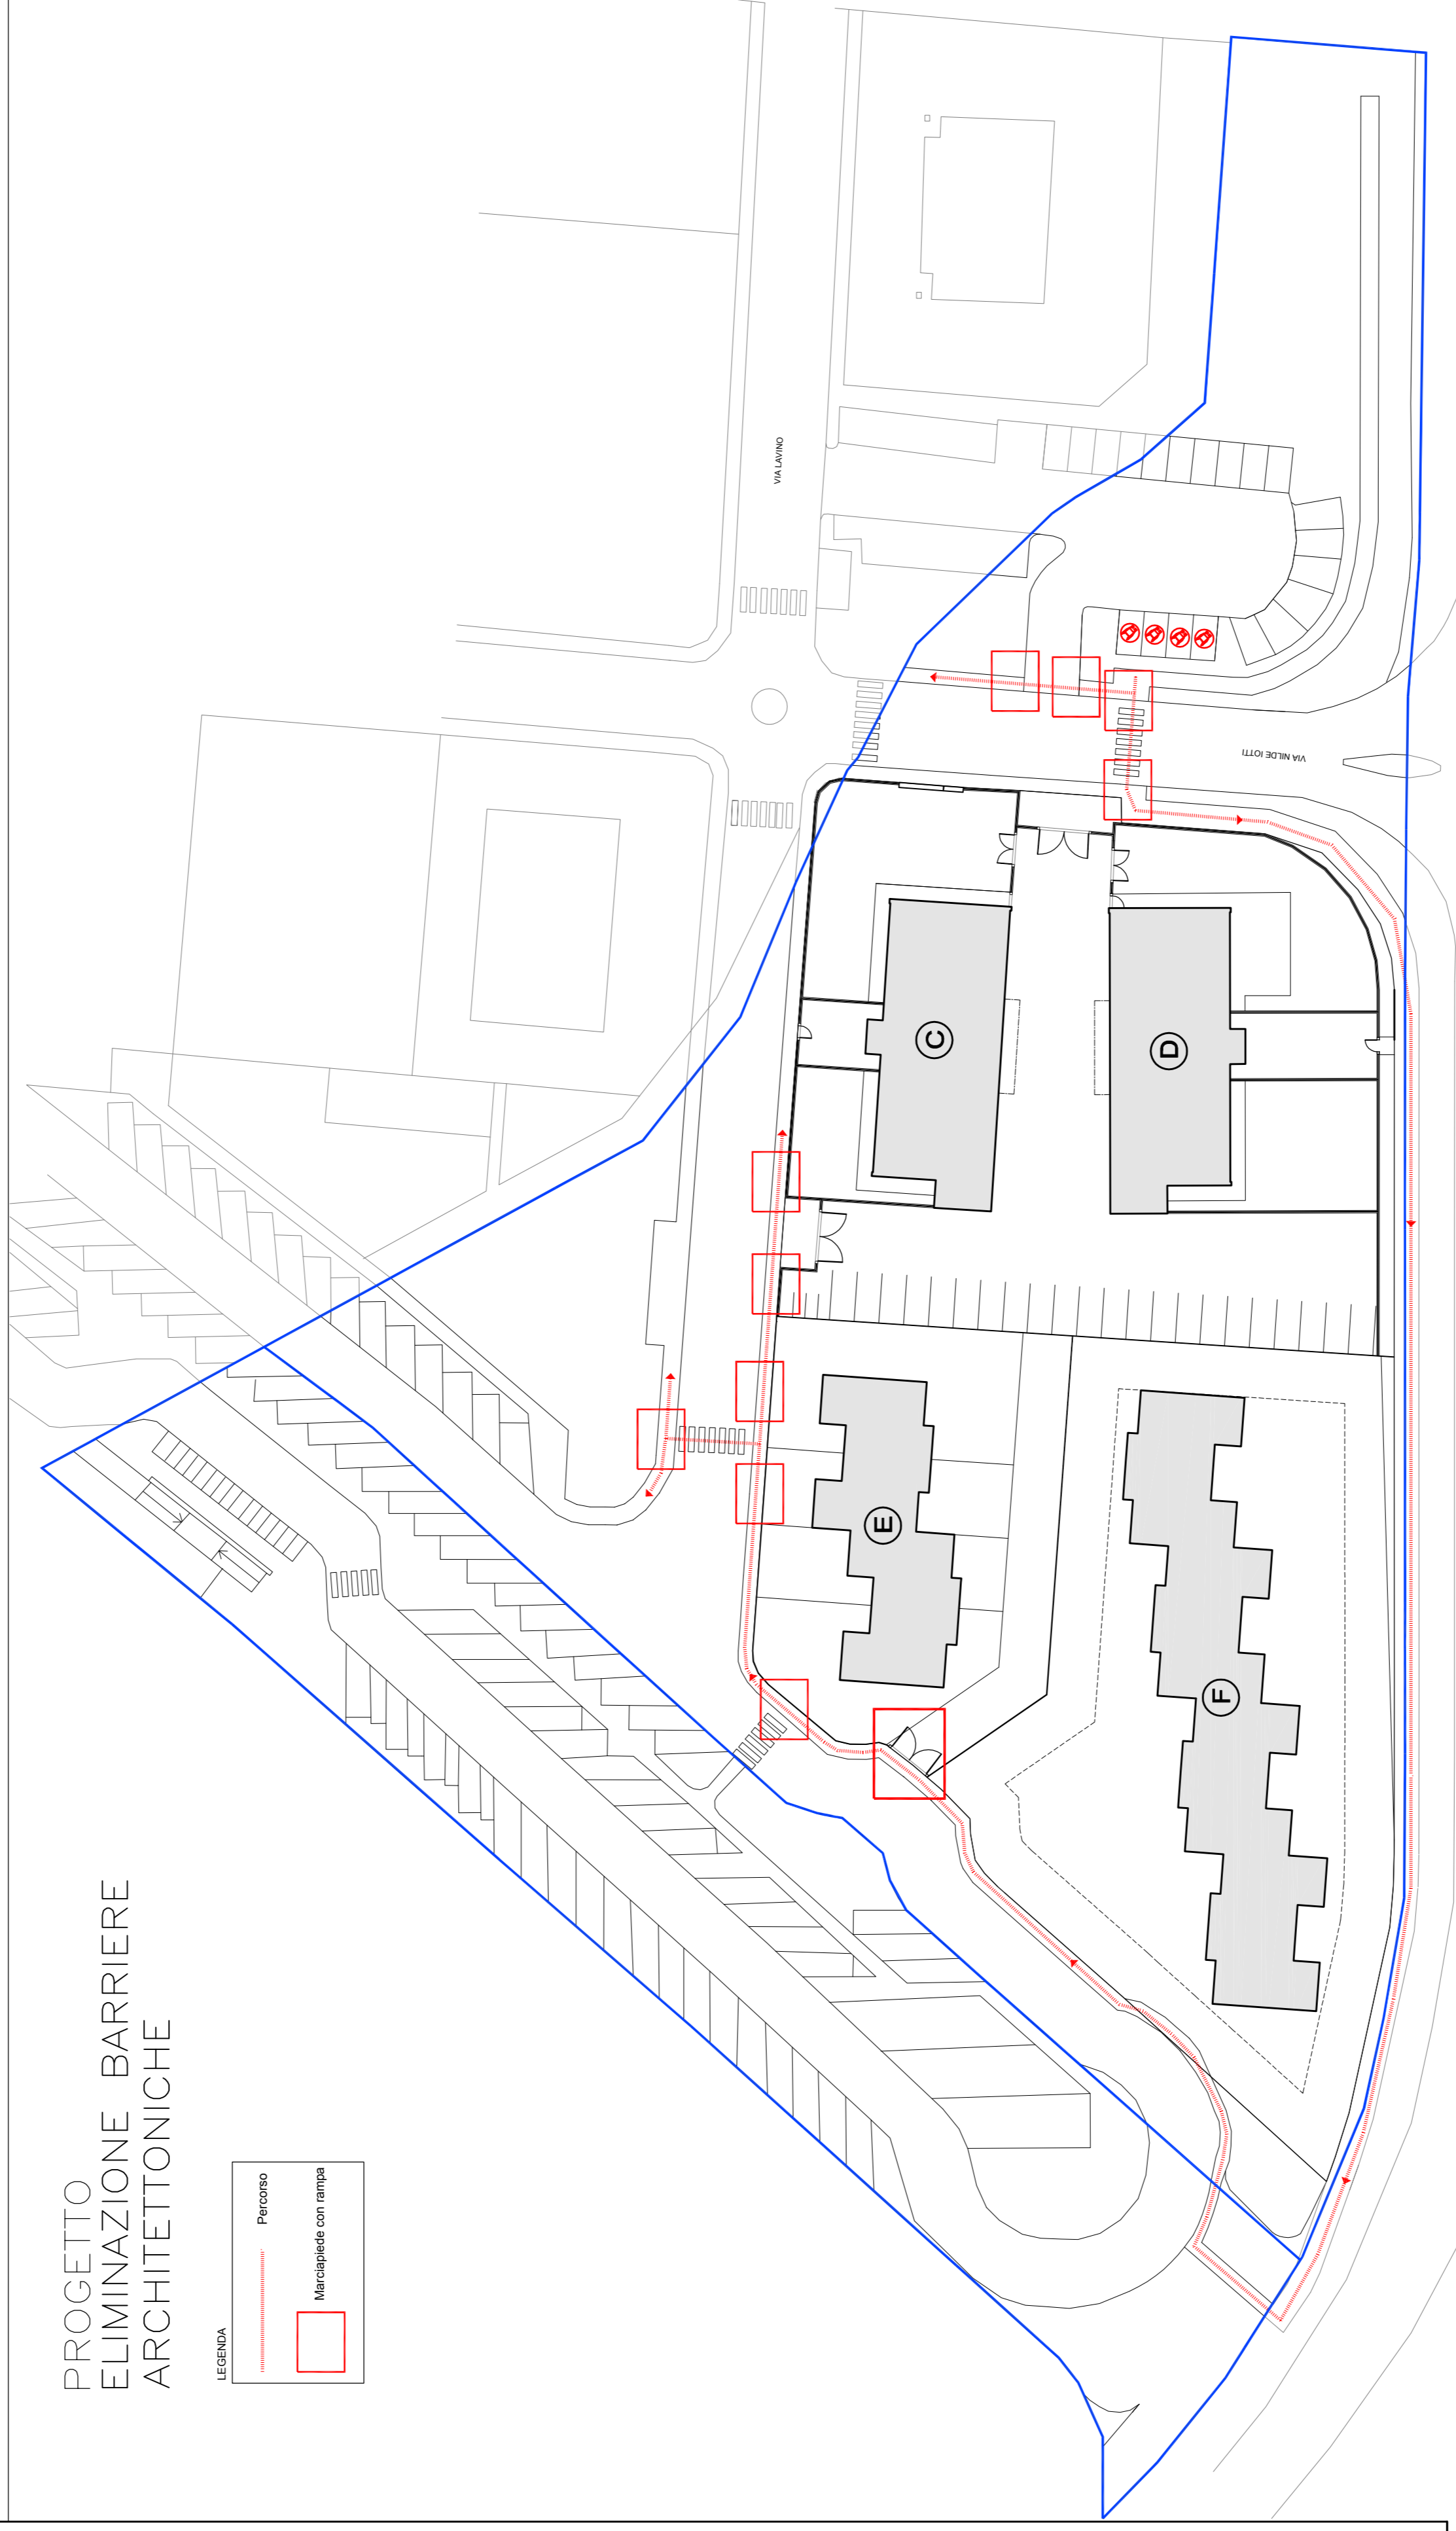 PROGETTO
ELIMINAZIONE BARRIERE
ARCHITETTONICHE
LEGENDA
Percorso
Marciapiede con rampa
VIA LAVINO
VIA NILDE IOTTI
C
D
E
F